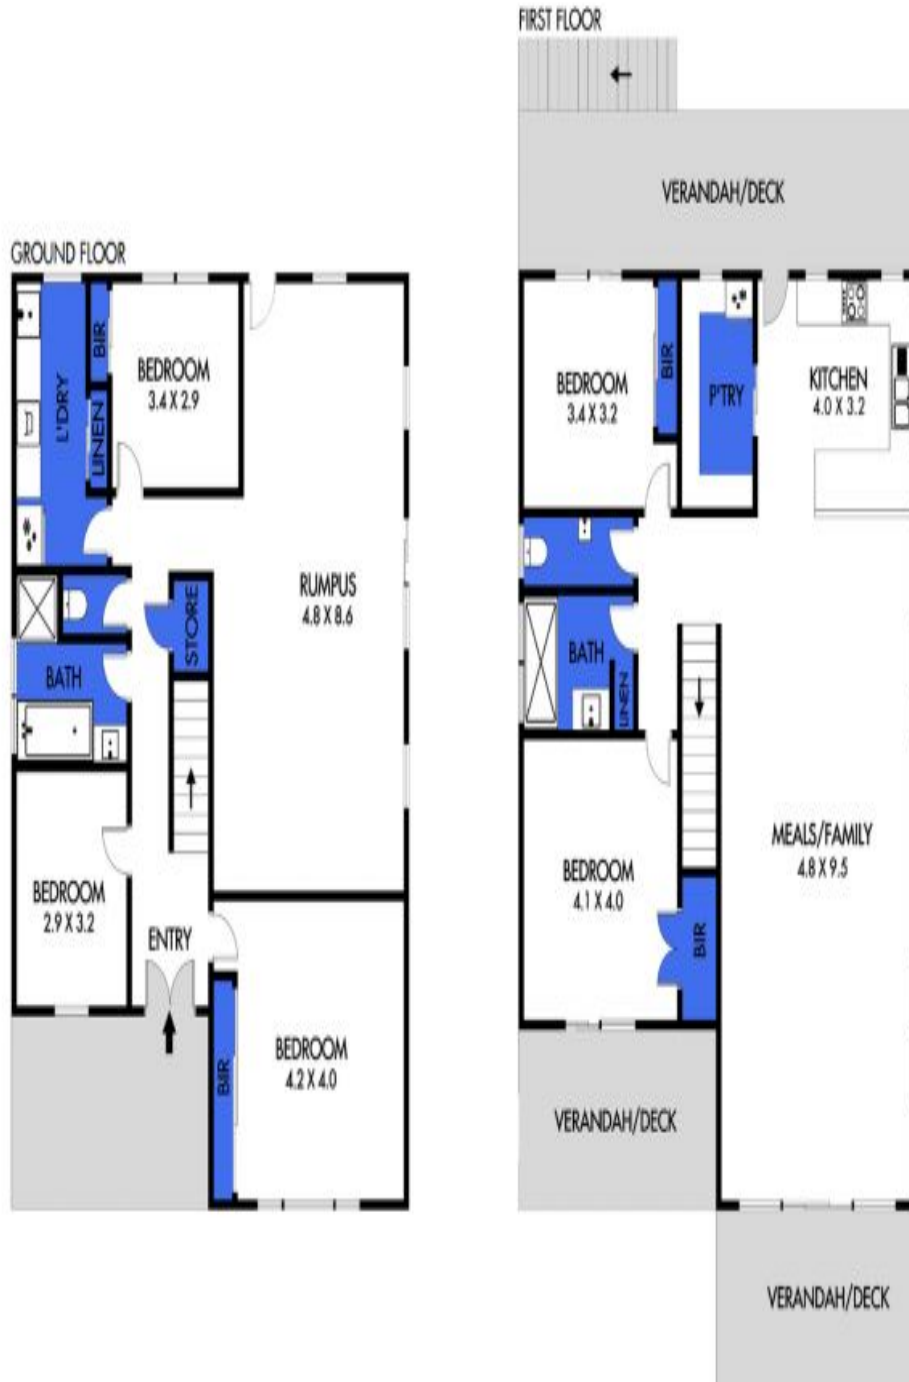 FIRST FLOOR
VERANDAH/DECK
GROUND FLOOR
L'DRY
BIR
LINEN
BEDROOM
3.4 X 2.9
RUMPUS
4.8 X 8.6
STORE
BATH
BEDROOM
2.9 X 3.2
ENTRY
BIR
BEDROOM
4.2 X 4.0
BEDROOM
3.4 X 3.2
BIR
P'TRY
KITCHEN
4.0 X 3.2
BATH
LINEN
MEALS/FAMILY
4.8 X 9.5
BEDROOM
4.1 X 4.0
BIR
VERANDAH/DECK
VERANDAH/DECK